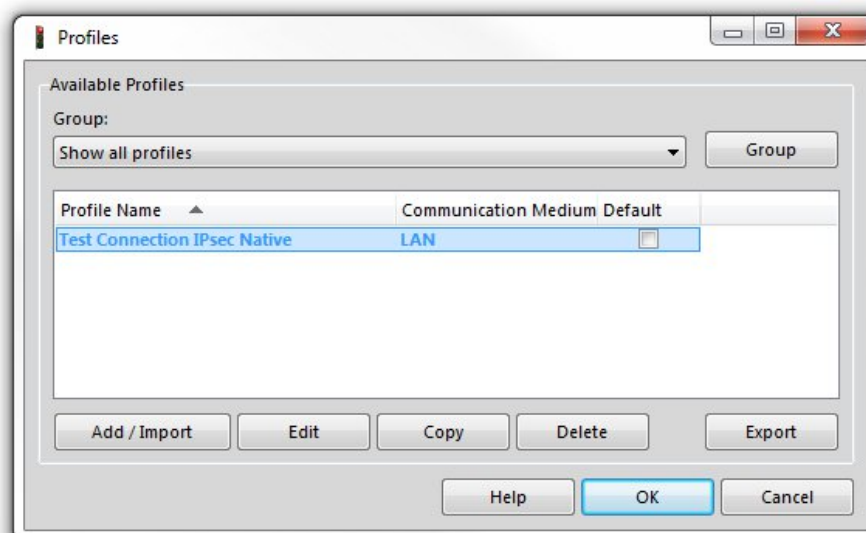 Profiles
Available Profiles
Group:
Show all profiles
Group
Profile Name Communication Medium Default
Test Connection IPsec Native LAN
Add / Import Edit Copy Delete Export
Help OK Cancel